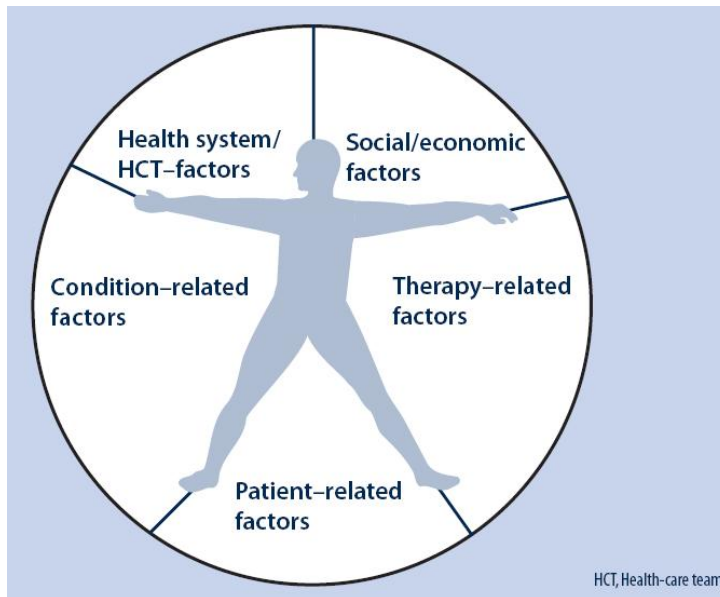 Health system/
HCT–factors
Social/economic
factors
Condition–related
factors
Therapy–related
factors
Patient–related
factors
HCT, Health-care team